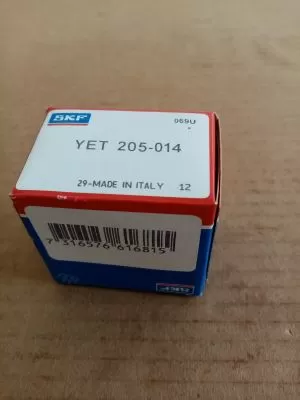 SKF
069U
YET 205-014
29-MADE IN ITALY 12
7 316576 616815
SKF